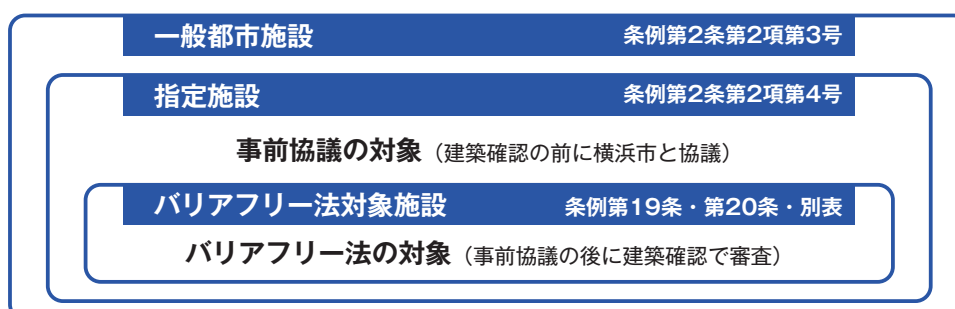 一般都市施設 条例第2条第2項第3号
指定施設 条例第2条第2項第4号
事前協議の対象（建築確認の前に横浜市と協議）
バリアフリー法対象施設 条例第19条・第20条・別表
バリアフリー法の対象（事前協議の後に建築確認で審査）